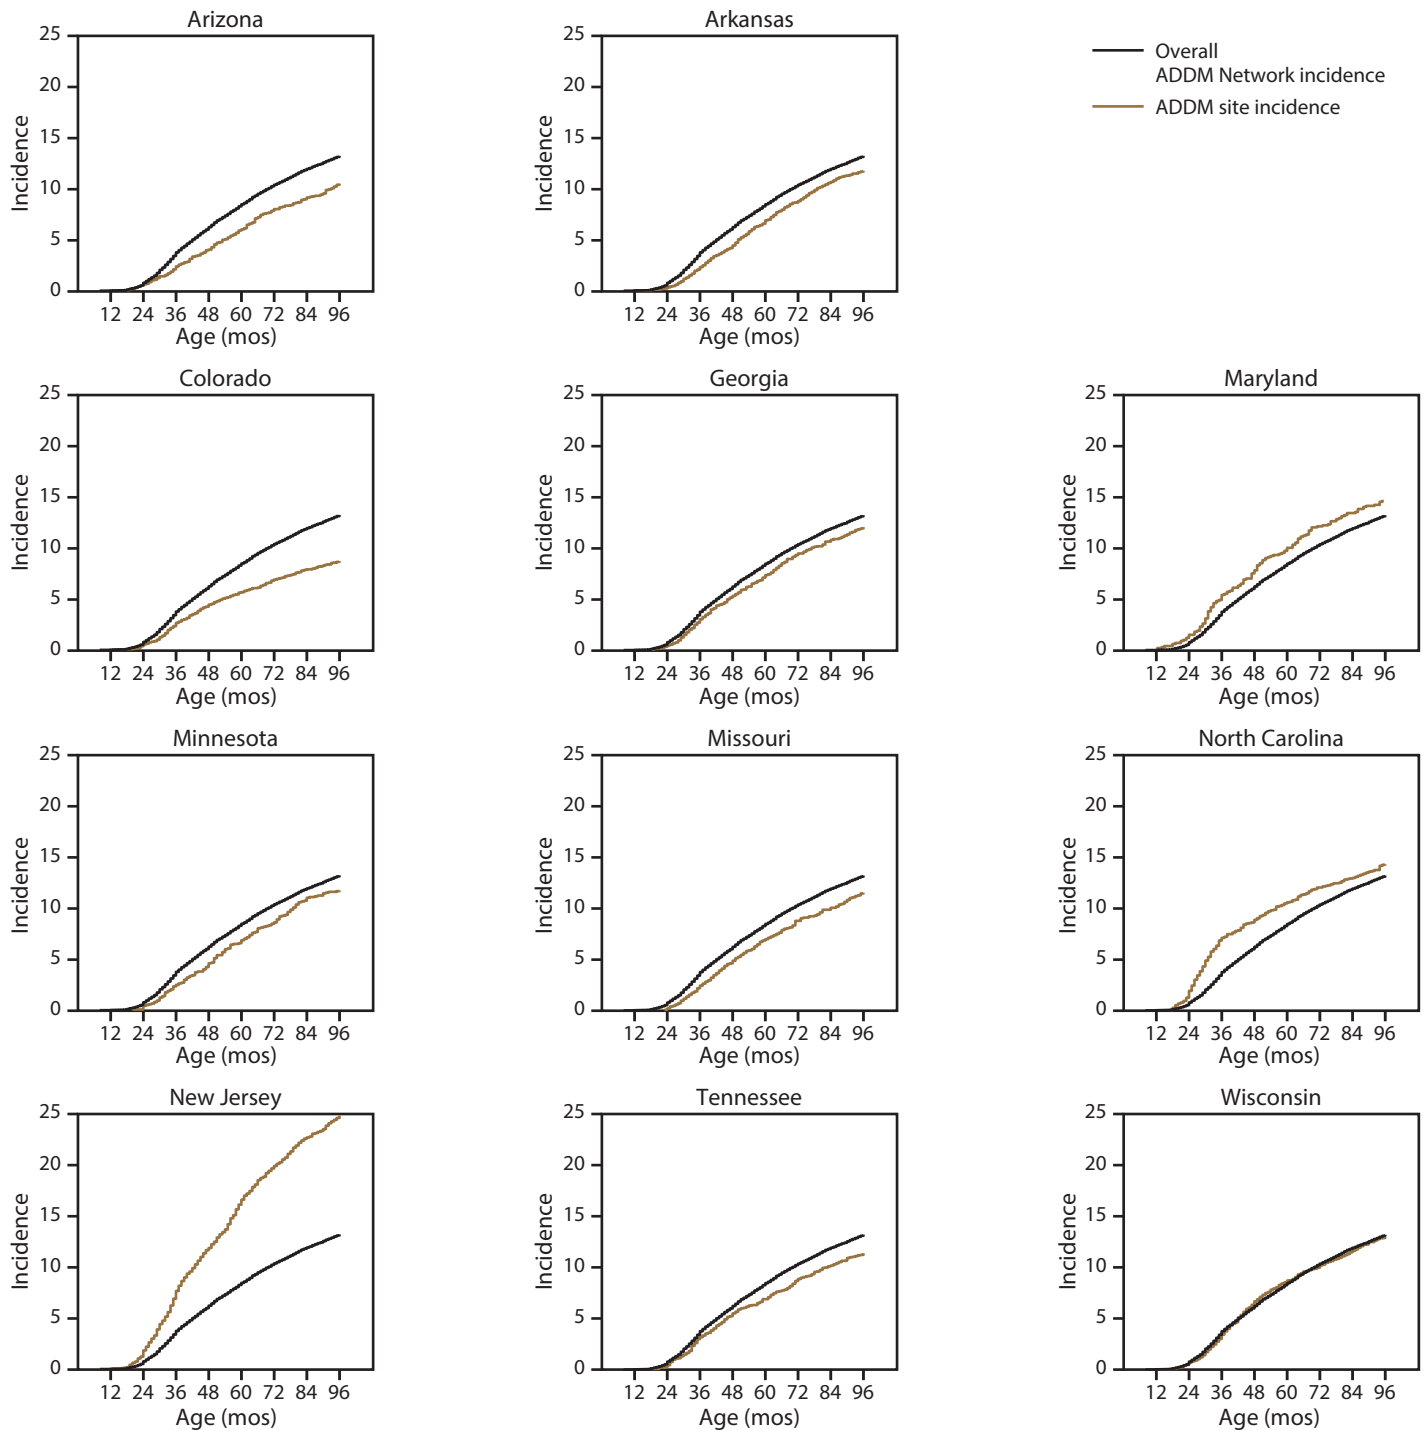 Arizona
25
20
15
10
5
0
Incidence
12 24 36 48 60 72 84 96
Age (mos)
Arkansas
25
20
15
10
5
0
Incidence
12 24 36 48 60 72 84 96
Age (mos)
Overall
ADDM Network incidence
ADDM site incidence
Colorado
25
20
15
10
5
0
Incidence
12 24 36 48 60 72 84 96
Age (mos)
Georgia
25
20
15
10
5
0
Incidence
12 24 36 48 60 72 84 96
Age (mos)
Maryland
25
20
15
10
5
0
Incidence
12 24 36 48 60 72 84 96
Age (mos)
Minnesota
25
20
15
10
5
0
Incidence
12 24 36 48 60 72 84 96
Age (mos)
Missouri
25
20
15
10
5
0
Incidence
12 24 36 48 60 72 84 96
Age (mos)
North Carolina
25
20
15
10
5
0
Incidence
12 24 36 48 60 72 84 96
Age (mos)
New Jersey
25
20
15
10
5
0
Incidence
12 24 36 48 60 72 84 96
Age (mos)
Tennessee
25
20
15
10
5
0
Incidence
12 24 36 48 60 72 84 96
Age (mos)
Wisconsin
25
20
15
10
5
0
Incidence
12 24 36 48 60 72 84 96
Age (mos)